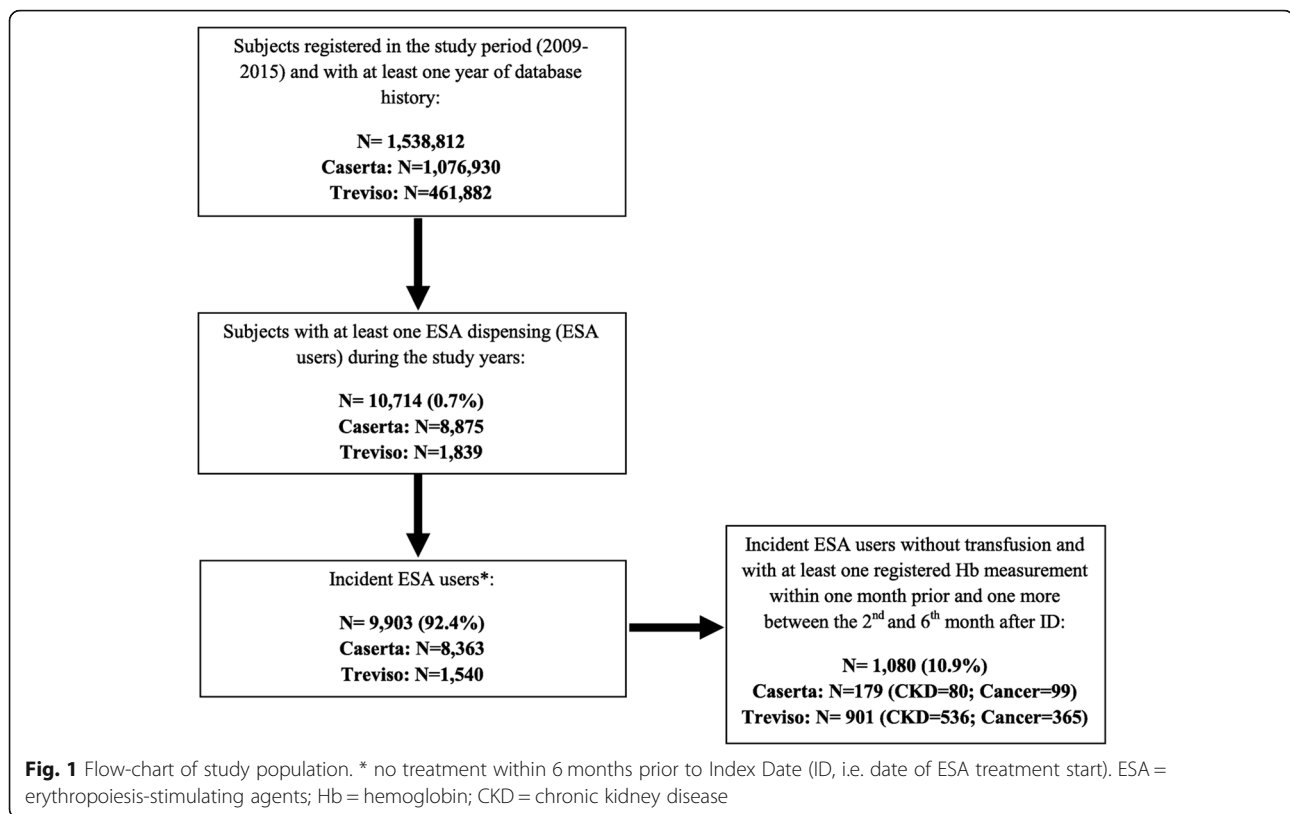 Subjects registered in the study period (2009-
2015) and with at least one year of database
history:
N= 1,538,812
Caserta: N=1,076,930
Treviso: N=461,882
Subjects with at least one ESA dispensing (ESA
users) during the study years:
N= 10,714 (0.7%)
Caserta: N=8,875
Treviso: N=1,839
Incident ESA users*:
N= 9,903 (92.4%)
Caserta: N=8,363
Treviso: N=1,540
Incident ESA users without transfusion and
with at least one registered Hb measurement
within one month prior and one more
between the 2nd and 6th month after ID:
N= 1,080 (10.9%)
Caserta: N=179 (CKD=80; Cancer=99)
Treviso: N= 901 (CKD=536; Cancer=365)
Fig. 1 Flow-chart of study population. * no treatment within 6 months prior to Index Date (ID, i.e. date of ESA treatment start). ESA =
erythropoiesis-stimulating agents; Hb = hemoglobin; CKD = chronic kidney disease